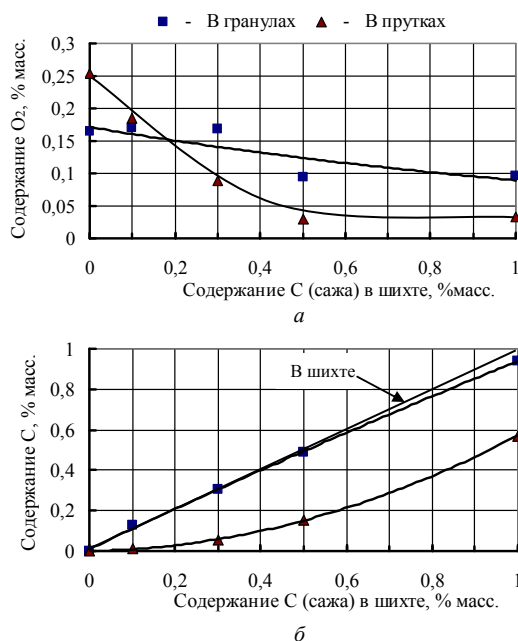 - В гранулах - В прутках
0,3
0,25
0,2
0,15
0,1
0,05
0
Содержание O₂, % масс.
0 0,2 0,4 0,6 0,8 1
Содержание С (сажа) в шихте, %масс.
а
1
0,8
0,6
0,4
0,2
0
Содержание С, % масс.
В шихте
0 0,2 0,4 0,6 0,8 1
Содержание С (сажа) в шихте, % масс.
б